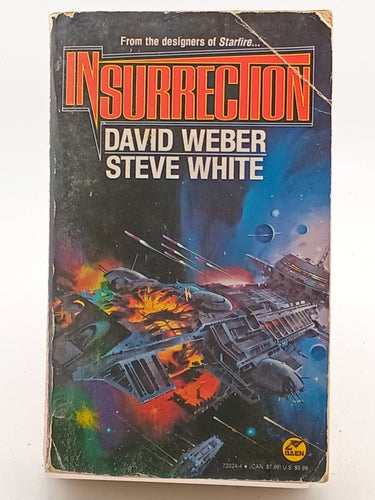 From the designers of Starfire...
INSURRECTION
DAVID WEBER
STEVE WHITE
BAEN
72024-4 • (CAN. $7.99) U.S. $5.99